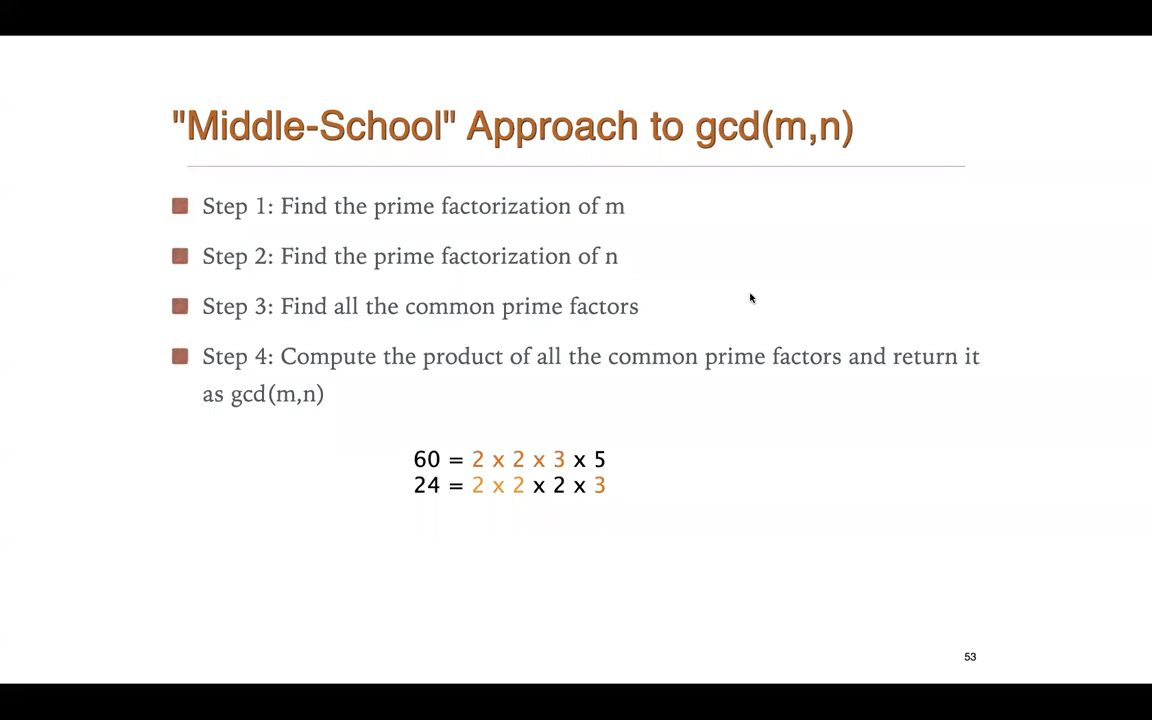 "Middle-School" Approach to gcd(m,n)
Step 1: Find the prime factorization of m
Step 2: Find the prime factorization of n
Step 3: Find all the common prime factors
Step 4: Compute the product of all the common prime factors and return it
as gcd(m,n)
60 = 2 x 2 x 3 x 5
24 = 2 x 2 x 2 x 3
53